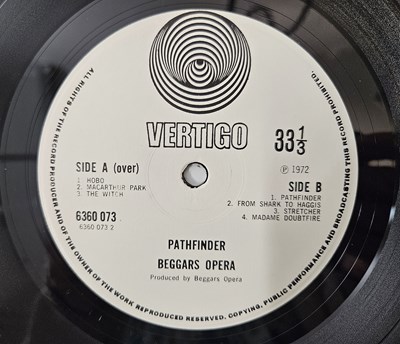 VERTIGO
33 1/3
SIDE A (over)
1 HOBO
2 MACARTHUR PARK
3 THE WITCH
6360 073
6360 073 2
℗ 1972
SIDE B
1. PATHFINDER
2. FROM SHARK TO HAGGIS
3. STRETCHER
4. MADAME DOUBTFIRE
PATHFINDER
BEGGARS OPERA
Produced by Beggars Opera
ALL RIGHTS OF THE RECORD PRODUCER AND OF THE OWNER OF THE WORK REPRODUCED RESERVED. COPYING, PUBLIC PERFORMANCE AND BROADCASTING THIS RECORD PROHIBITED.